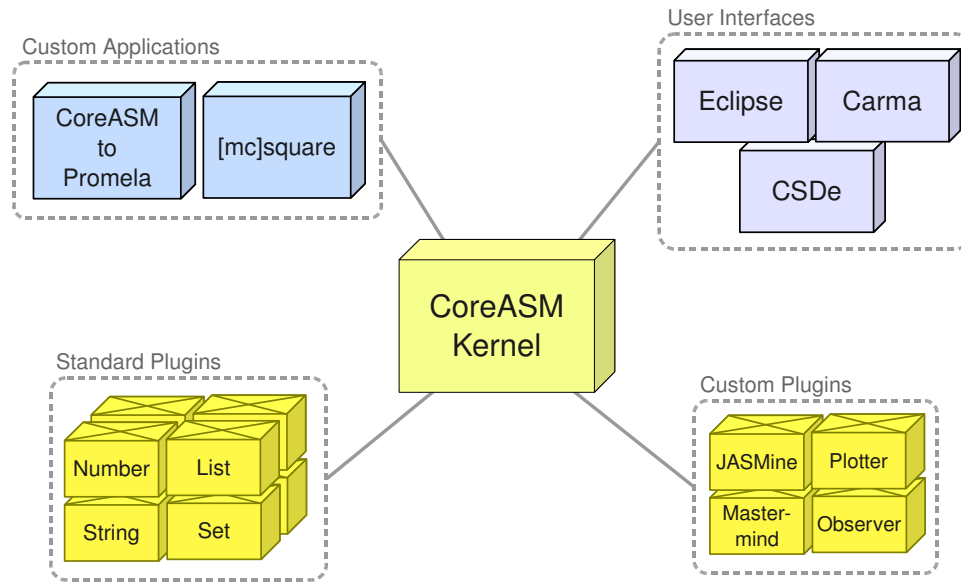 Custom Applications
CoreASM
to
Promela
[mc]square
User Interfaces
Eclipse
Carma
CSDe
CoreASM
Kernel
Standard Plugins
Number
List
String
Set
Custom Plugins
JASMine
Plotter
Master-
mind
Observer